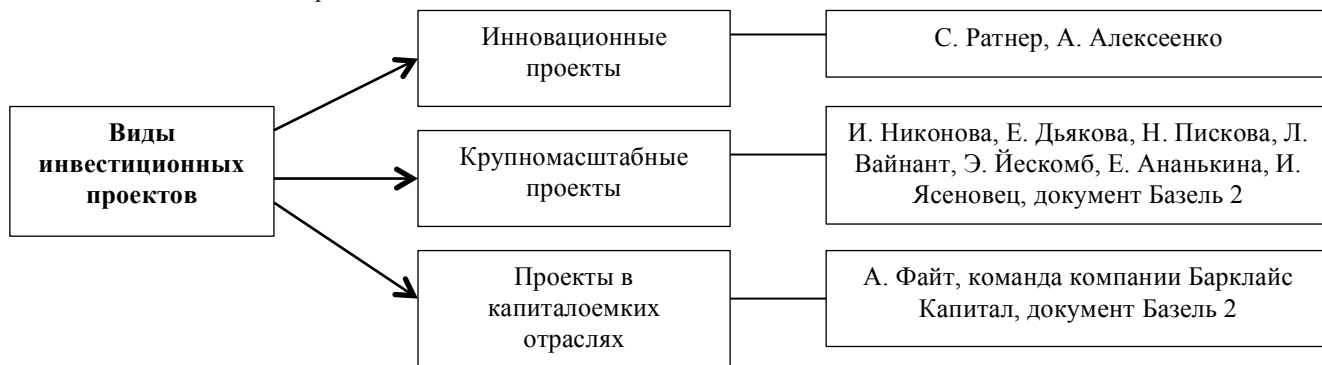 Инновационные
проекты
С. Ратнер, А. Алексеенко
Виды
инвестиционных
проектов
Крупномасштабные
проекты
И. Никонова, Е. Дьякова, Н. Пискова, Л.
Вайнант, Э. Йескомб, Е. Ананькина, И.
Ясеновец, документ Базель 2
Проекты в
капиталоемких
отраслях
А. Файт, команда компании Барклайс
Капитал, документ Базель 2